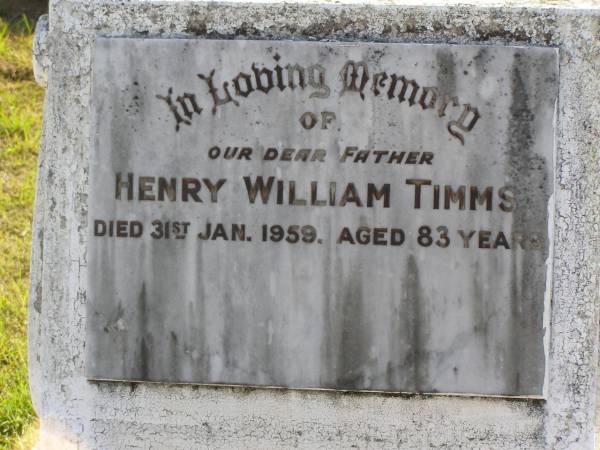 In Loving Memory
OF
OUR DEAR FATHER
HENRY WILLIAM TIMMS
DIED 31ST JAN. 1959. AGED 83 YEARS